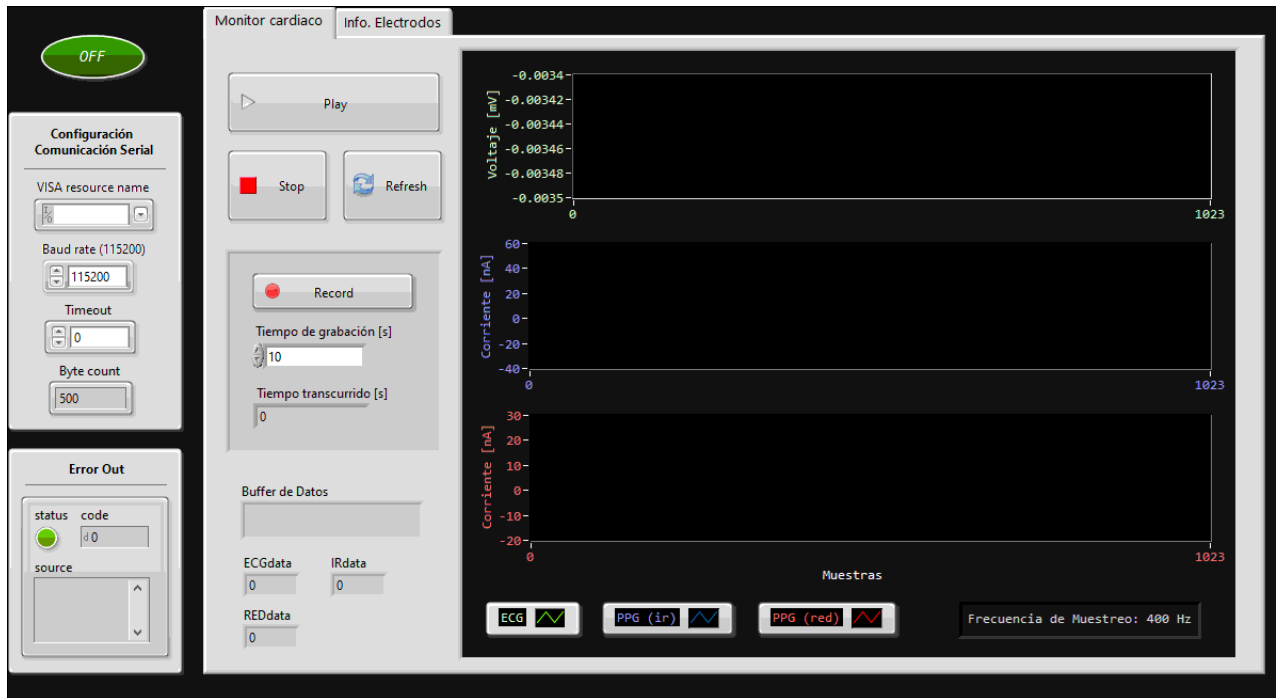 OFF
Configuración
Comunicación Serial
VISA resource name
I/O
Baud rate (115200)
115200
Timeout
0
Byte count
500
Error Out
status code
d 0
source
Monitor cardiaco
Info. Electrodos
Play
Stop
Refresh
Record
Tiempo de grabación [s]
10
Tiempo transcurrido [s]
0
Buffer de Datos
ECGdata IRdata
0 0
REDdata
0
Voltaje [mV]
-0.0034
-0.00342
-0.00344
-0.00346
-0.00348
-0.0035
0 1023
Corriente [nA]
60
40
20
0
-20
-40
0 1023
Corriente [nA]
30
20
10
0
-10
-20
0 1023
Muestras
ECG
PPG (ir)
PPG (red)
Frecuencia de Muestreo: 400 Hz